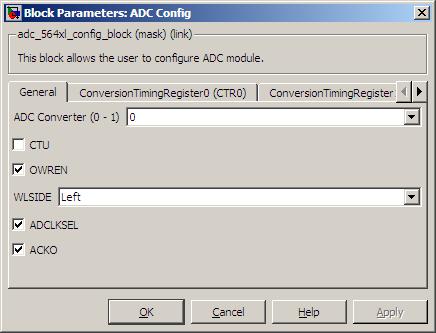 Block Parameters: ADC Config
adc_564xl_config_block (mask) (link)
This block allows the user to configure ADC module.
General ConversionTimingRegister0 (CTR0) ConversionTimingRegister
ADC Converter (0 - 1) 0
CTU
OWREN
WLSIDE Left
ADCLKSEL
ACKO
OK Cancel Help Apply